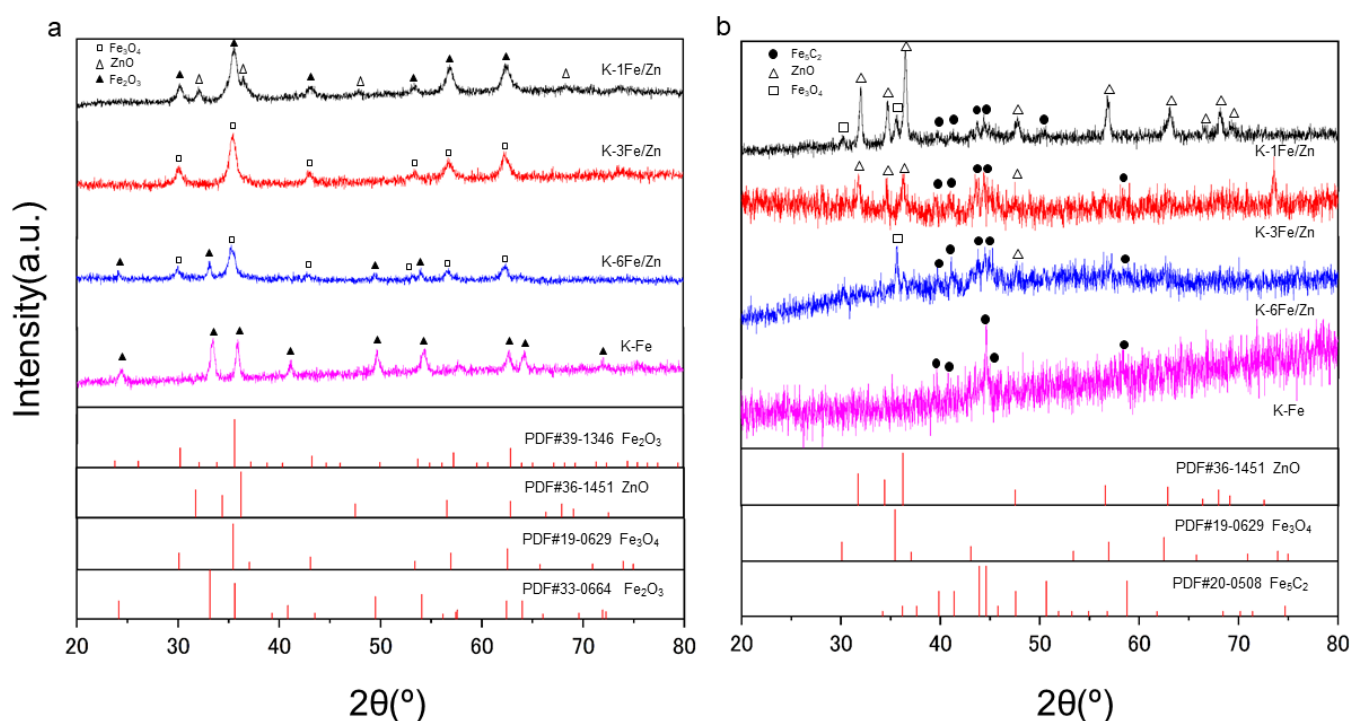 a
Fe₃O₄
ZnO
Fe₂O₃
K-1Fe/Zn
K-3Fe/Zn
K-6Fe/Zn
K-Fe
PDF#39-1346 Fe₂O₃
PDF#36-1451 ZnO
PDF#19-0629 Fe₃O₄
PDF#33-0664 Fe₂O₃
20 30 40 50 60 70 80
2θ(º)
Intensity(a.u.)
b
Fe₅C₂
ZnO
Fe₃O₄
K-1Fe/Zn
K-3Fe/Zn
K-6Fe/Zn
K-Fe
PDF#36-1451 ZnO
PDF#19-0629 Fe₃O₄
PDF#20-0508 Fe₅C₂
20 30 40 50 60 70 80
2θ(º)